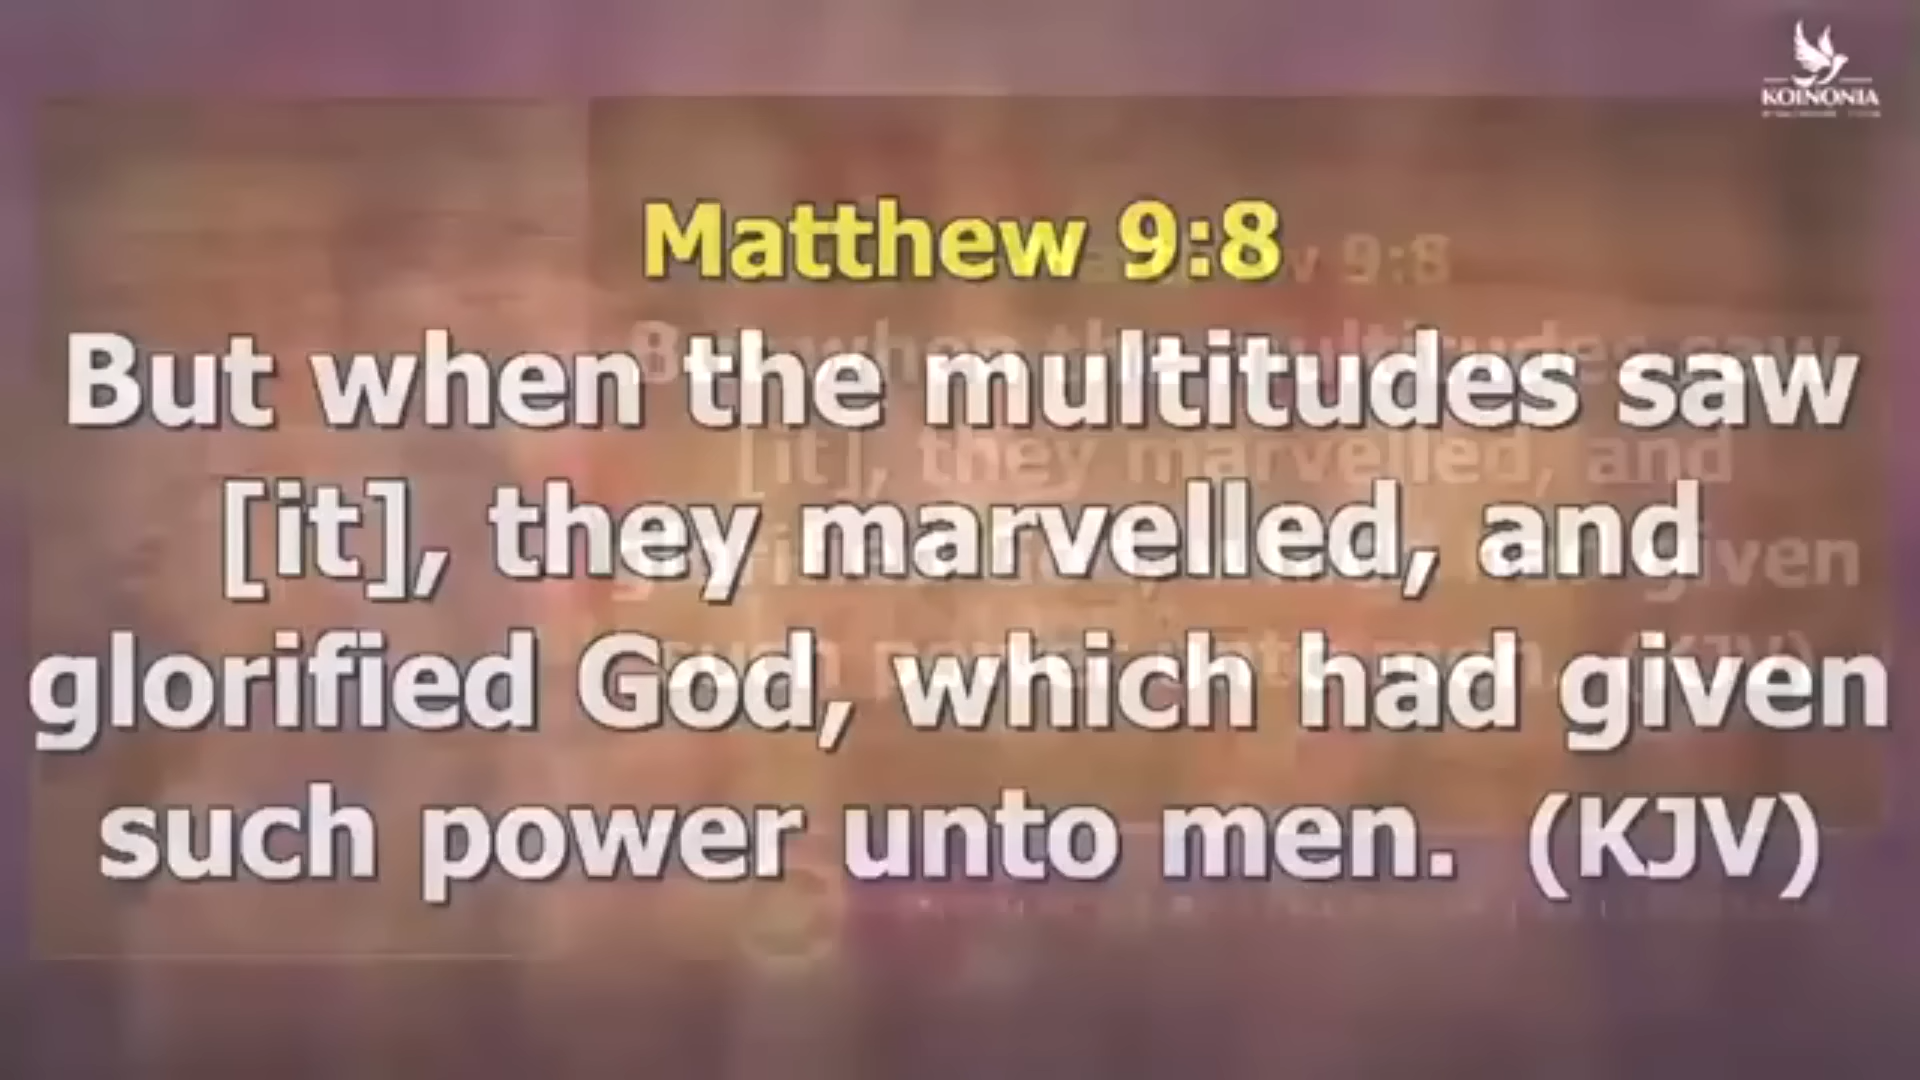 KOINONIA
Matthew 9:8
But when the multitudes saw
[it], they marvelled, and
glorified God, which had given
such power unto men. (KJV)